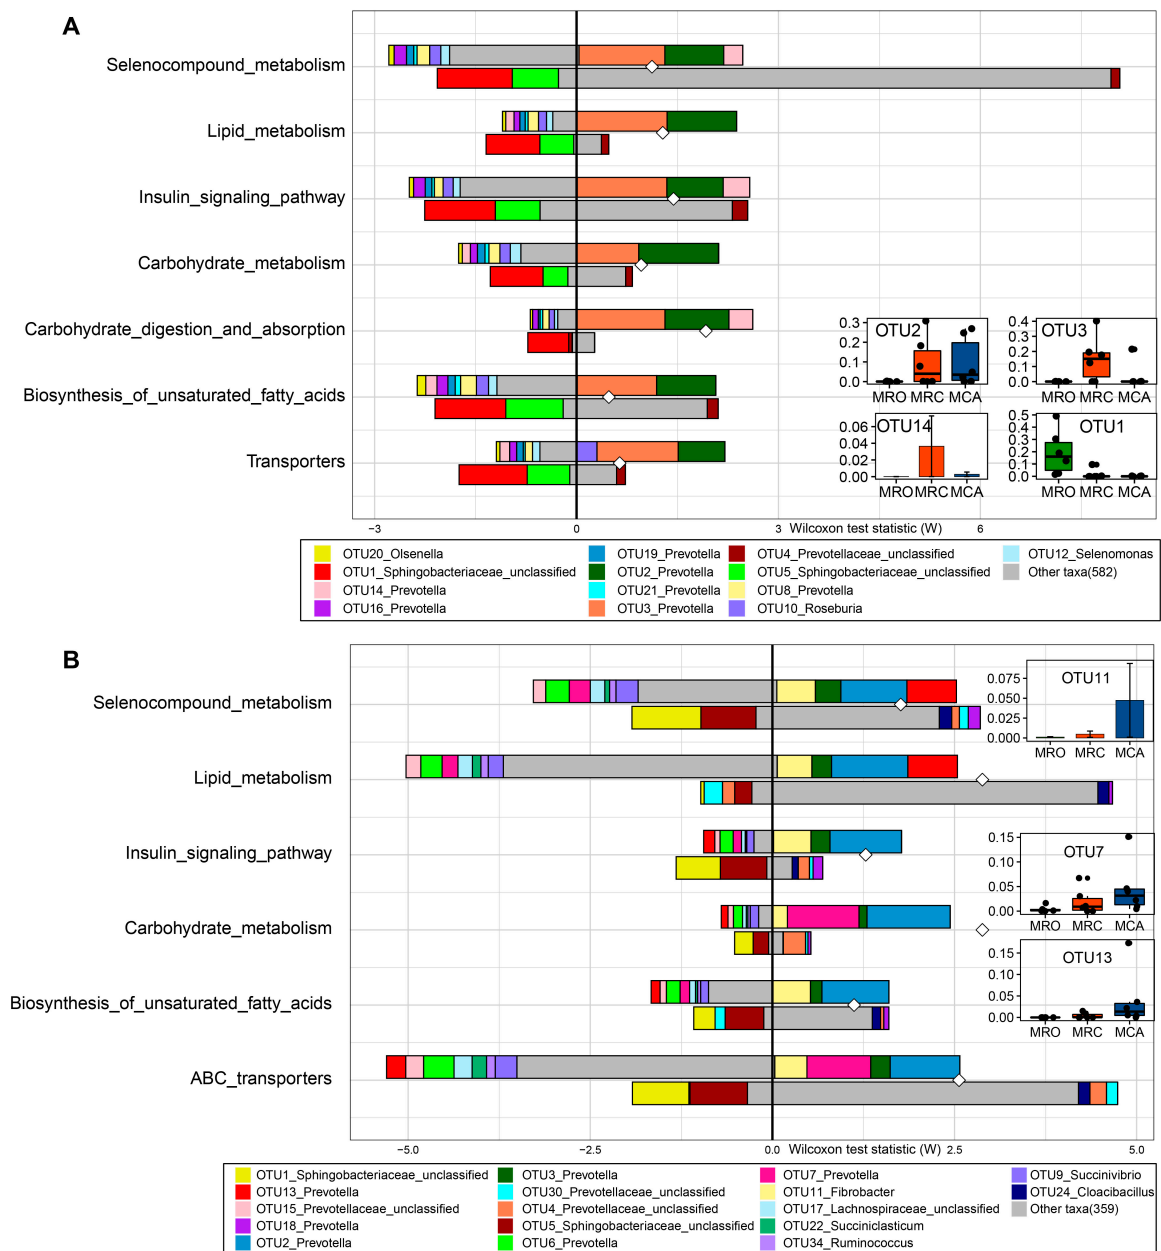 A
Selenocompound_metabolism
Lipid_metabolism
Insulin_signaling_pathway
Carbohydrate_metabolism
Carbohydrate_digestion_and_absorption
Biosynthesis_of_unsaturated_fatty_acids
Transporters
OTU2
0.3
0.2
0.1
0.0
MRO MRC MCA
OTU3
0.4
0.3
0.2
0.1
0.0
MRO MRC MCA
OTU14
0.06
0.04
0.02
0.00
MRO MRC MCA
OTU1
0.5
0.4
0.3
0.2
0.1
0.0
MRO MRC MCA
−3 0 3 Wilcoxon test statistic (W) 6
OTU20_Olsenella OTU19_Prevotella OTU4_Prevotellaceae_unclassified OTU12_Selenomonas
OTU1_Sphingobacteriaceae_unclassified OTU2_Prevotella OTU5_Sphingobacteriaceae_unclassified Other taxa(582)
OTU14_Prevotella OTU21_Prevotella OTU8_Prevotella
OTU16_Prevotella OTU3_Prevotella OTU10_Roseburia
B
Selenocompound_metabolism
Lipid_metabolism
Insulin_signaling_pathway
Carbohydrate_metabolism
Biosynthesis_of_unsaturated_fatty_acids
ABC_transporters
OTU11
0.075
0.050
0.025
0.000
MRO MRC MCA
OTU7
0.15
0.10
0.05
0.00
MRO MRC MCA
OTU13
0.15
0.05
0.00
MRO MRC MCA
−5.0 −2.5 0.0 Wilcoxon test statistic (W) 2.5 5.0
OTU1_Sphingobacteriaceae_unclassified OTU3_Prevotella OTU7_Prevotella OTU9_Succinivibrio
OTU13_Prevotella OTU30_Prevotellaceae_unclassified OTU11_Fibrobacter OTU24_Cloacibacillus
OTU15_Prevotellaceae_unclassified OTU4_Prevotellaceae_unclassified OTU17_Lachnospiraceae_unclassified Other taxa(359)
OTU18_Prevotella OTU5_Sphingobacteriaceae_unclassified OTU22_Succiniclasticum
OTU2_Prevotella OTU6_Prevotella OTU34_Ruminococcus